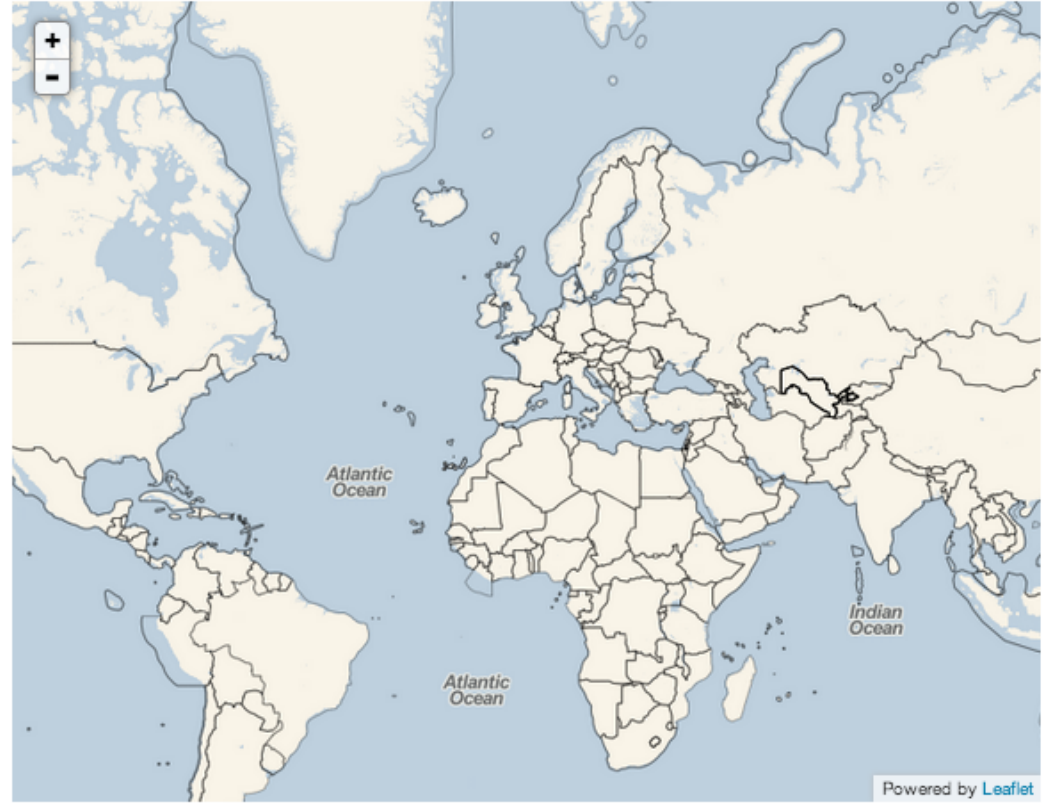 +
-
Atlantic
Ocean
Indian
Ocean
Atlantic
Ocean
Powered by Leaflet